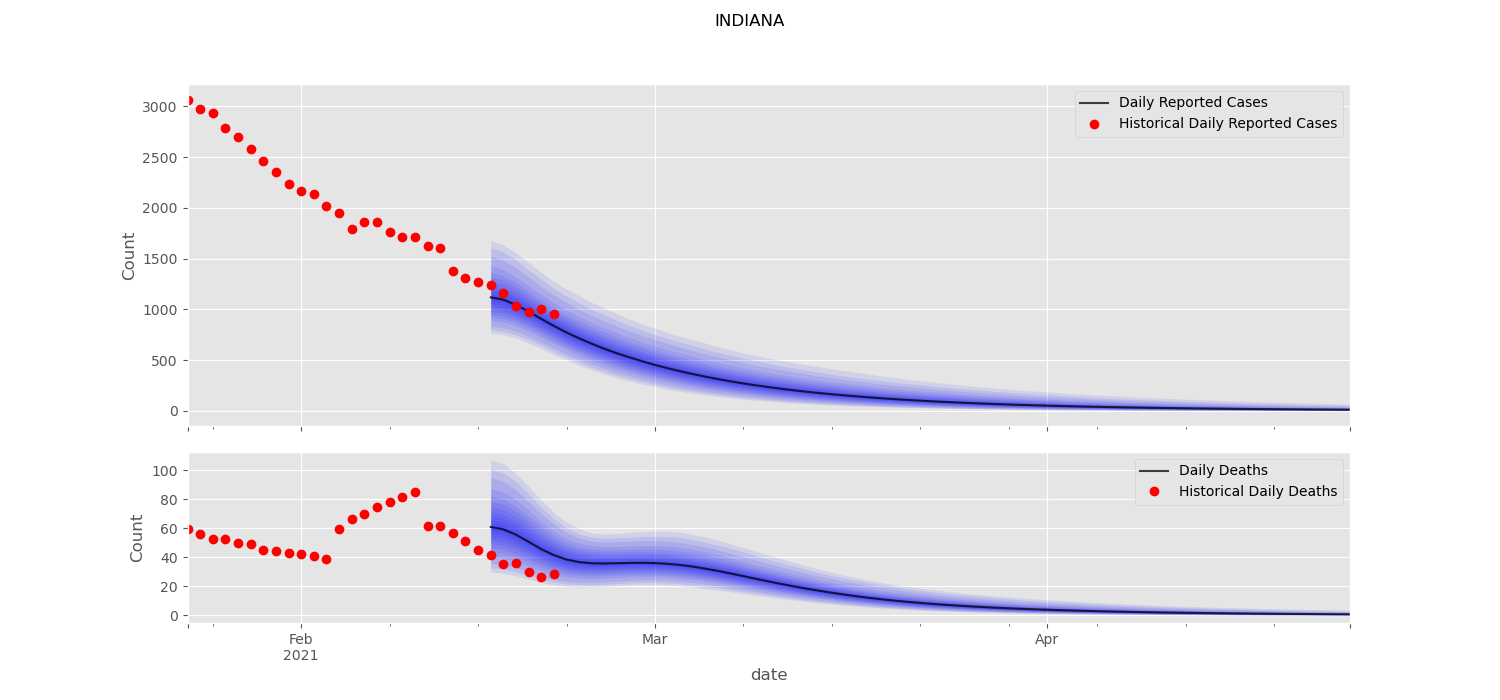 INDIANA
3000
2500
2000
1500
1000
500
0
Count
Daily Reported Cases
Historical Daily Reported Cases
100
80
60
40
20
0
Count
Daily Deaths
Historical Daily Deaths
Feb
2021
Mar
Apr
date